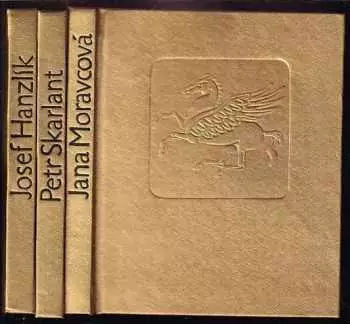 Josef Hanzlík
Petr Skarlant
Jana Moravcová